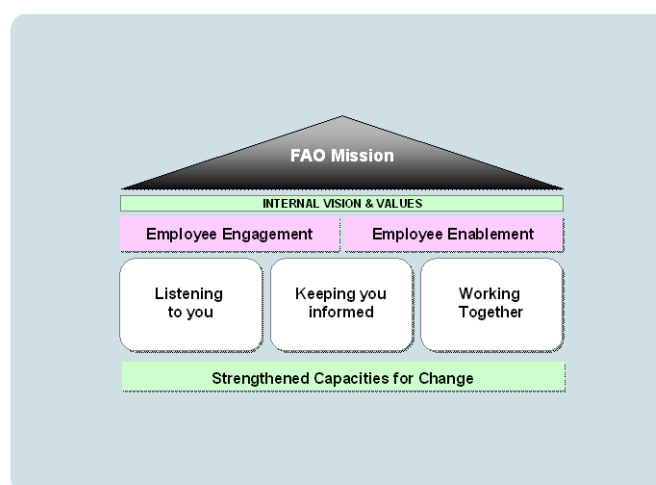 FAO Mission
INTERNAL VISION & VALUES
Employee Engagement
Employee Enablement
Listening
to you
Keeping you
informed
Working
Together
Strengthened Capacities for Change